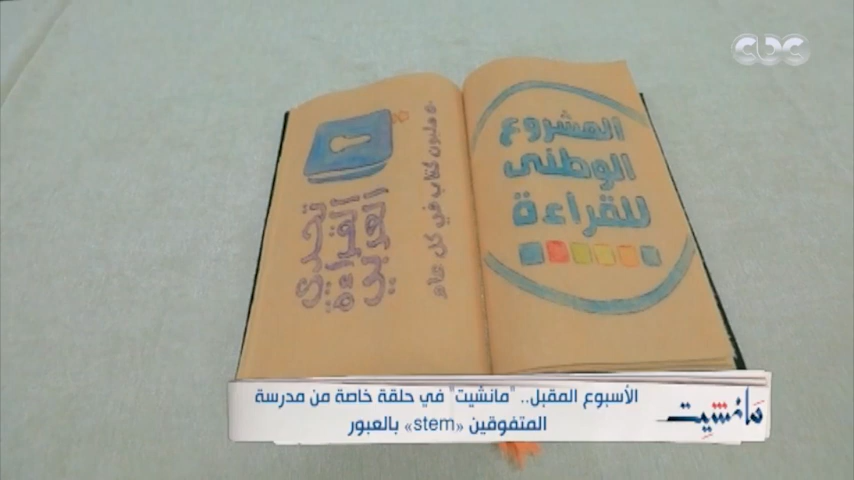 cbc
المشروع
الوطنى
للقراءة
تحدي
القراءة
العربي
٥٠ مليون كتاب في كل عام
الأسبوع المقبل.. "مانشيت" في حلقة خاصة من مدرسة
المتفوقين «stem» بالعبور
مانشيت